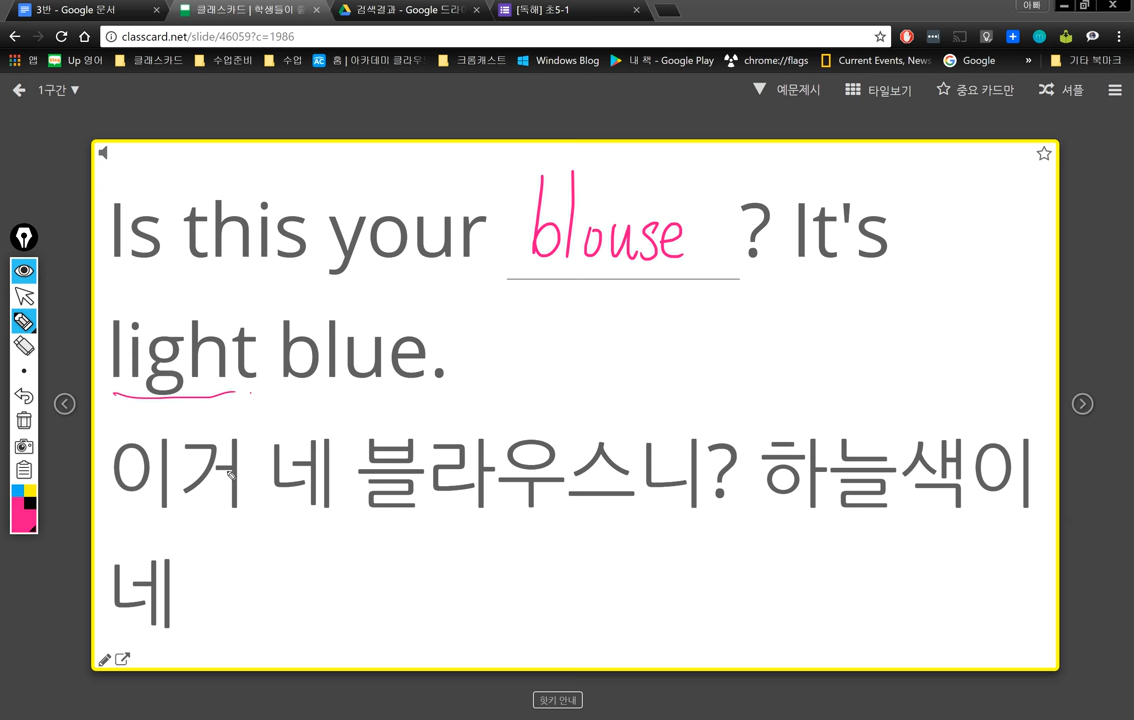 3반 - Google 문서
클래스카드 | 학생들이 줄
검색결과 - Google 드라이
[독해] 초5-1
아빠
classcard.net/slide/46059?c=1986
앱 Up 영어 클래스카드 수업준비 수업 AC 홈 | 아카데미 클라우 크롬캐스트 Windows Blog 내 책 - Google Play chrome://flags Current Events, News Google » 기타 북마크
1구간 ▼ ▼ 예문제시 타일보기 중요 카드만 셔플
Is this your blouse ? It's
light blue.
이거 네 블라우스니? 하늘색이
네
핫키 안내